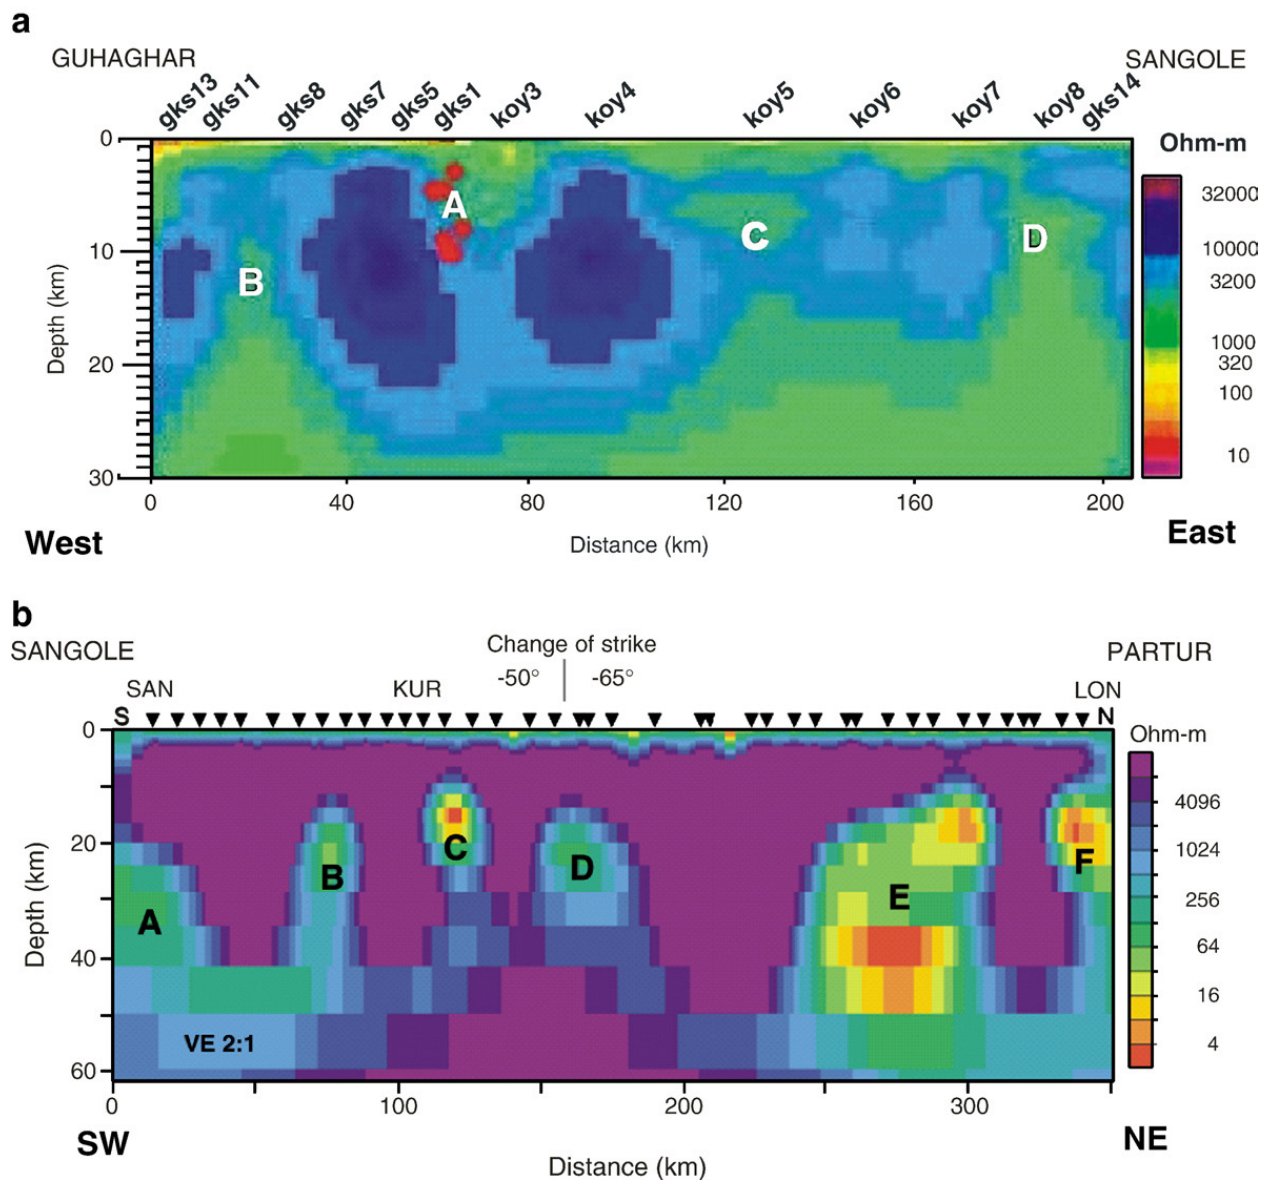 a
GUHAGHAR
SANGOLE
gks13 gks11 gks8 gks7 gks5 gks1 koy3 koy4 koy5 koy6 koy7 koy8 gks14
Ohm-m
32000
10000
3200
1000
320
100
10
Depth (km)
0
10
20
30
A
B
C
D
0 40 80 120 160 200
West
Distance (km)
East
b
SANGOLE
Change of strike
PARTUR
-50° -65°
SAN KUR LON
S N
Ohm-m
4096
1024
256
64
16
4
Depth (km)
0
20
40
60
A
B
C
D
E
F
VE 2:1
0 100 200 300
SW
Distance (km)
NE